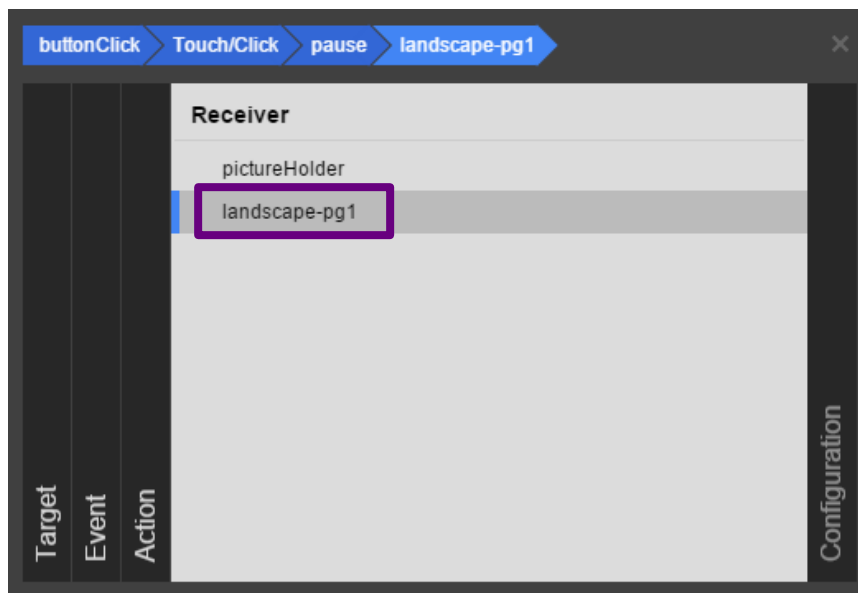 buttonClick Touch/Click pause landscape-pg1 ×
Receiver
pictureHolder
landscape-pg1
Target
Event
Action
Configuration